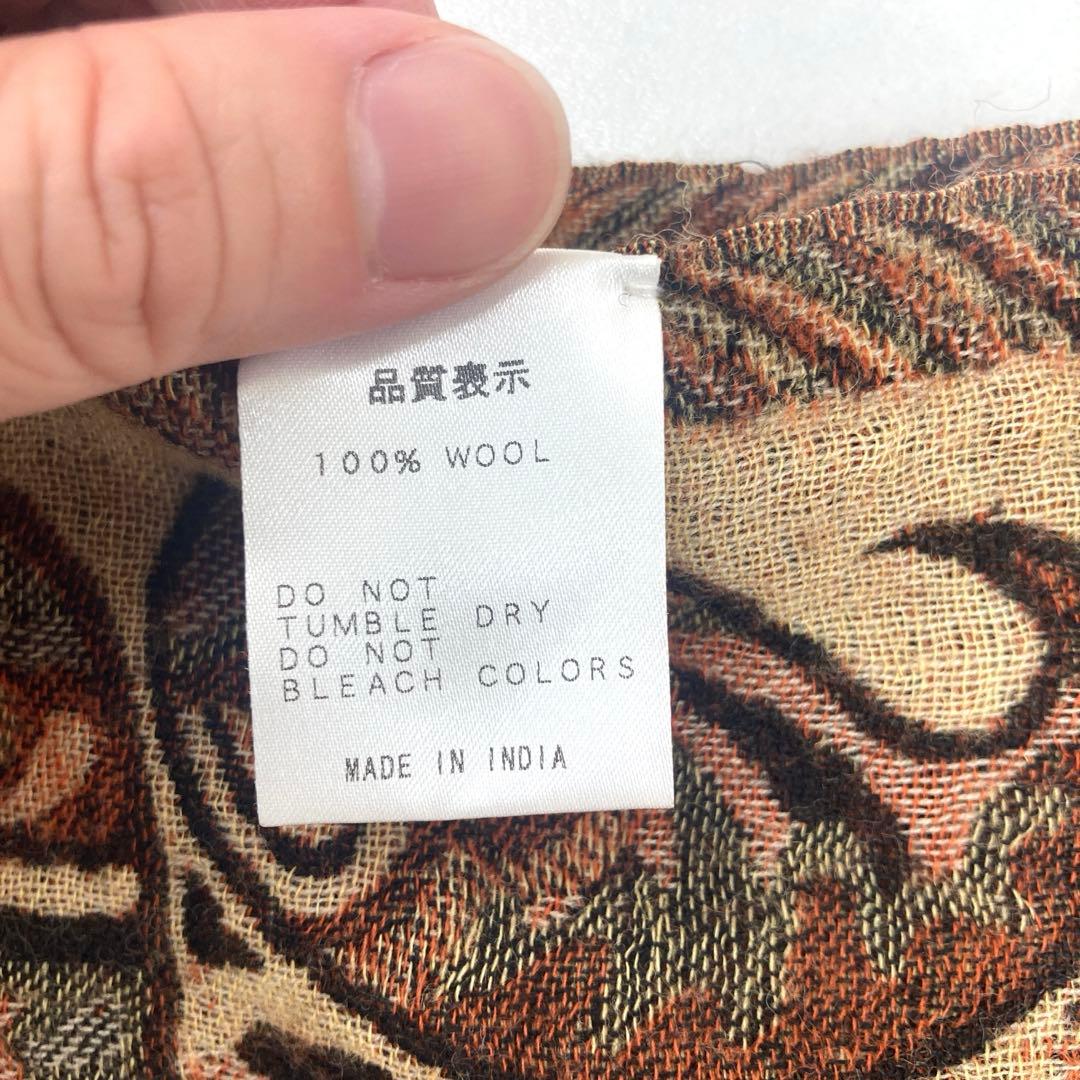 品質表示
100% WOOL
DO NOT
TUMBLE DRY
DO NOT
BLEACH COLORS
MADE IN INDIA